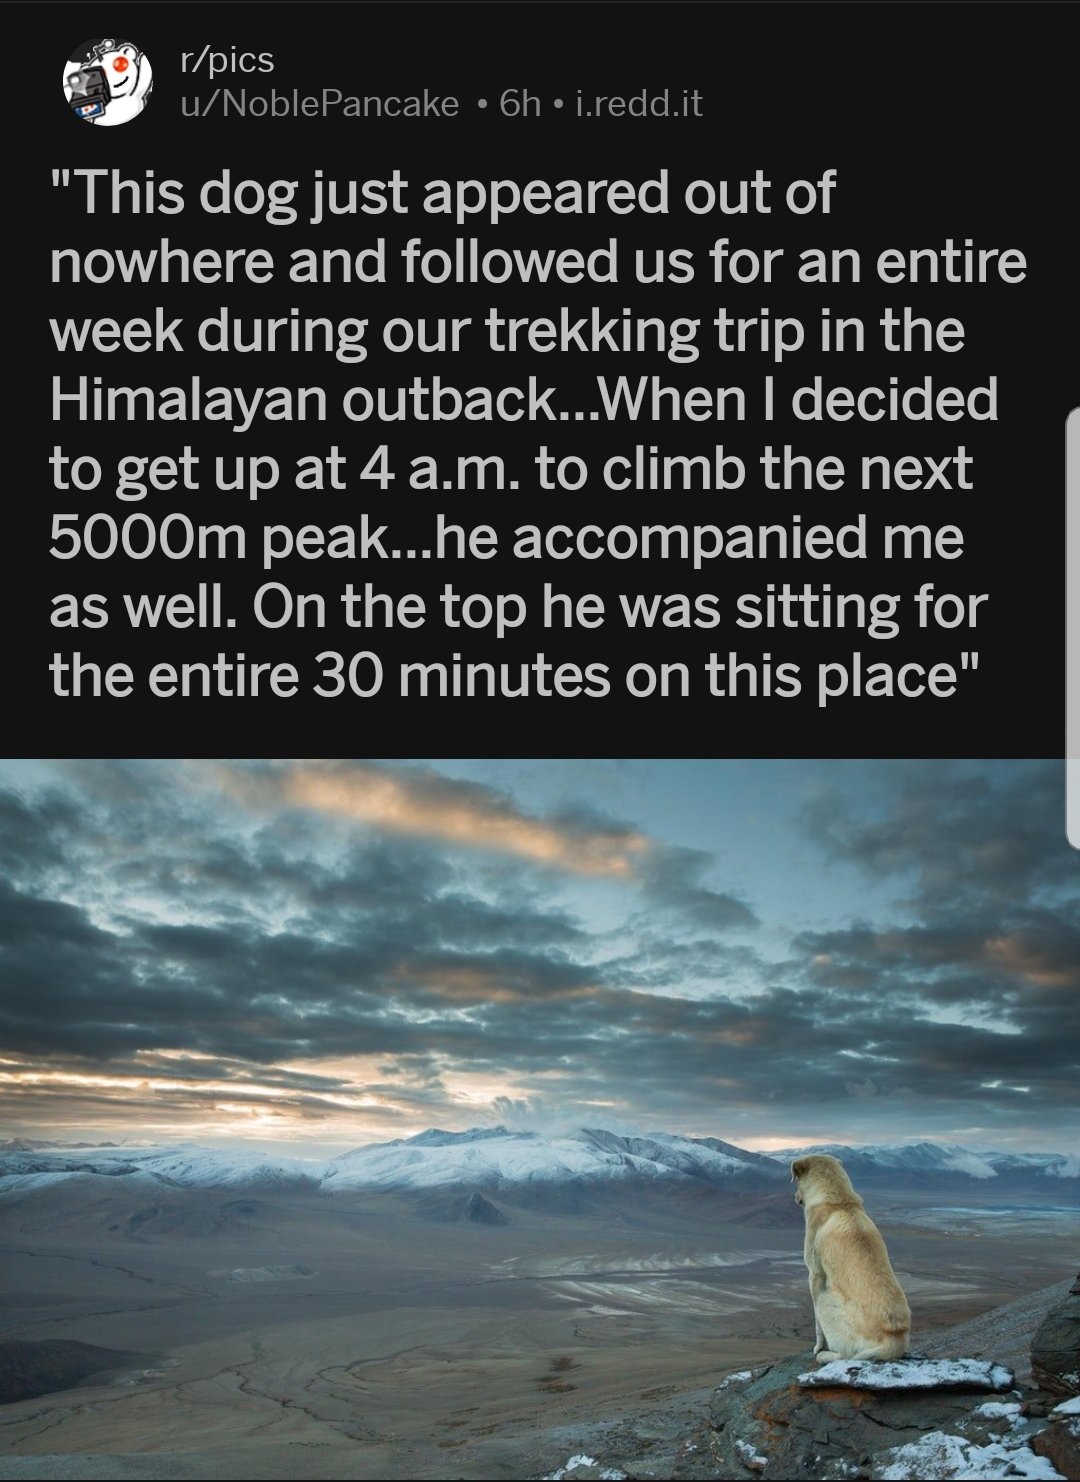 r/pics
u/NoblePancake • 6h • i.redd.it
"This dog just appeared out of
nowhere and followed us for an entire
week during our trekking trip in the
Himalayan outback...When I decided
to get up at 4 a.m. to climb the next
5000m peak...he accompanied me
as well. On the top he was sitting for
the entire 30 minutes on this place"